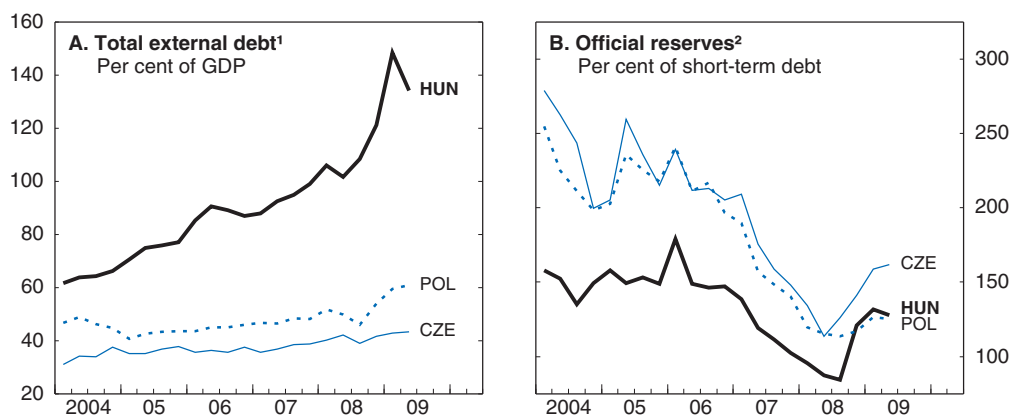 A. Total external debt¹
Per cent of GDP
160
140
120
100
80
60
40
20
HUN
POL
CZE
2004 05 06 07 08 09
B. Official reserves²
Per cent of short-term debt
300
250
200
150
100
CZE
HUN
POL
2004 05 06 07 08 09